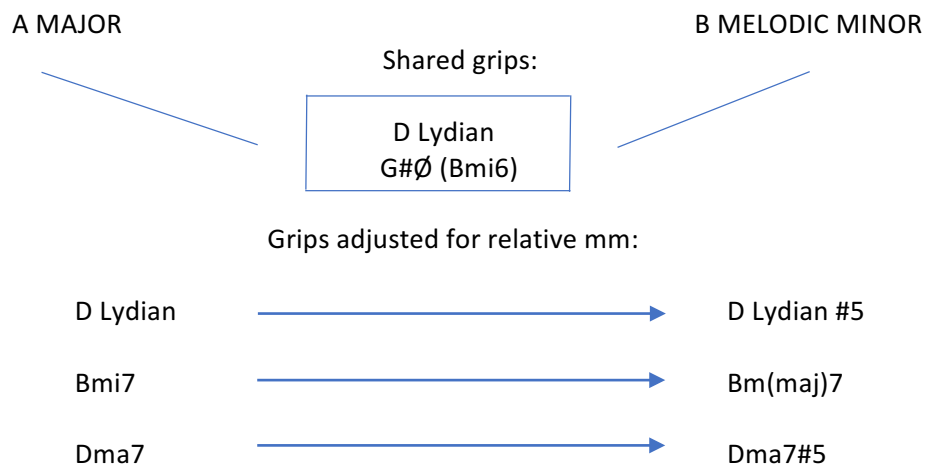 A MAJOR
B MELODIC MINOR
Shared grips:
D Lydian
G#Ø (Bmi6)
Grips adjusted for relative mm:
D Lydian
D Lydian #5
Bmi7
Bm(maj)7
Dma7
Dma7#5